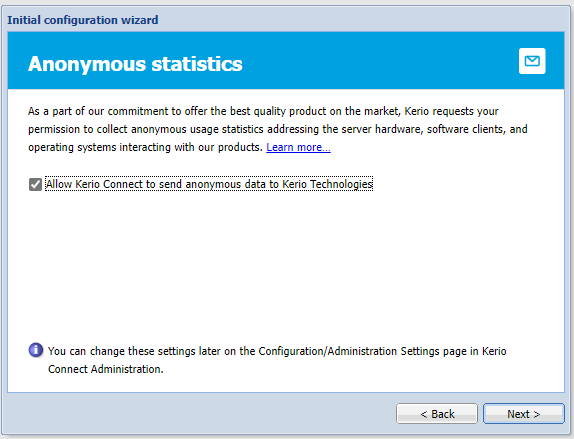 Initial configuration wizard
Anonymous statistics
As a part of our commitment to offer the best quality product on the market, Kerio requests your
permission to collect anonymous usage statistics addressing the server hardware, software clients, and
operating systems interacting with our products. Learn more...
Allow Kerio Connect to send anonymous data to Kerio Technologies
You can change these settings later on the Configuration/Administration Settings page in Kerio
Connect Administration.
< Back Next >